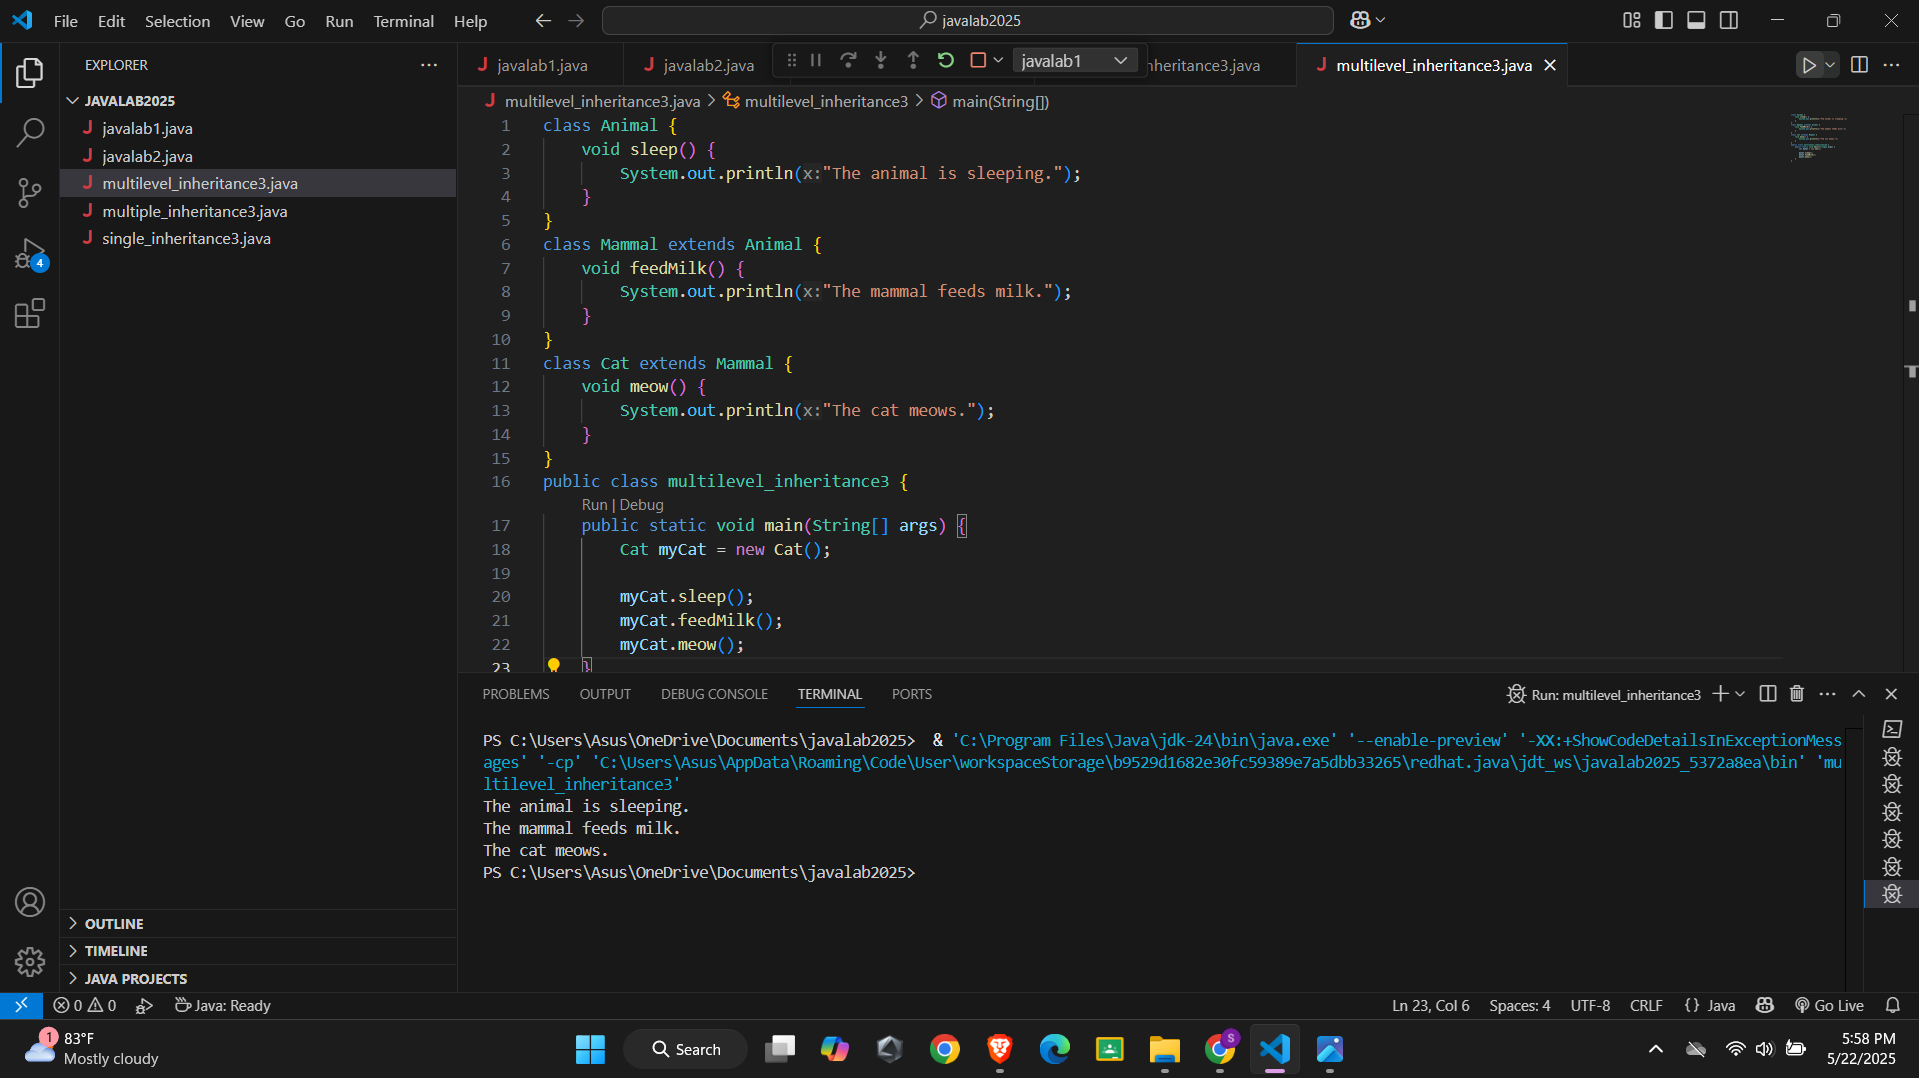 File Edit Selection View Go Run Terminal Help
javalab2025
EXPLORER
JAVALAB2025
javalab1.java
javalab2.java
multilevel_inheritance3.java
multiple_inheritance3.java
single_inheritance3.java
OUTLINE
TIMELINE
JAVA PROJECTS
4
javalab1.java
javalab2.java
javalab1
nheritance3.java
multilevel_inheritance3.java
multilevel_inheritance3.java > multilevel_inheritance3 > main(String[])
1 class Animal {
2 void sleep() {
3 System.out.println(x:"The animal is sleeping.");
4 }
5 }
6 class Mammal extends Animal {
7 void feedMilk() {
8 System.out.println(x:"The mammal feeds milk.");
9 }
10 }
11 class Cat extends Mammal {
12 void meow() {
13 System.out.println(x:"The cat meows.");
14 }
15 }
16 public class multilevel_inheritance3 {
Run | Debug
17 public static void main(String[] args) {
18 Cat myCat = new Cat();
19
20 myCat.sleep();
21 myCat.feedMilk();
22 myCat.meow();
23 }
PROBLEMS OUTPUT DEBUG CONSOLE TERMINAL PORTS
Run: multilevel_inheritance3
PS C:\Users\Asus\OneDrive\Documents\javalab2025> & 'C:\Program Files\Java\jdk-24\bin\java.exe' '--enable-preview' '-XX:+ShowCodeDetailsInExceptionMess
ages' '-cp' 'C:\Users\Asus\AppData\Roaming\Code\User\workspaceStorage\b9529d1682e30fc59389e7a5dbb33265\redhat.java\jdt_ws\javalab2025_5372a8ea\bin' 'mu
ltilevel_inheritance3'
The animal is sleeping.
The mammal feeds milk.
The cat meows.
PS C:\Users\Asus\OneDrive\Documents\javalab2025>
0 0 Java: Ready
Ln 23, Col 6 Spaces: 4 UTF-8 CRLF {} Java Go Live
1
83°F
Mostly cloudy
Search
S
5:58 PM
5/22/2025